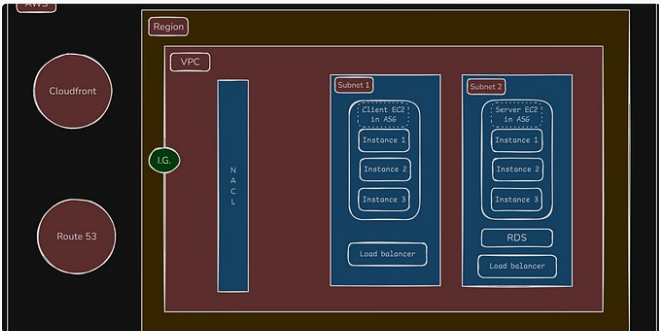 AWS
Region
VPC
Cloudfront
Route 53
I.G.
N
A
C
L
Subnet 1
Client EC2
in ASG
Instance 1
Instance 2
Instance 3
Load balancer
Subnet 2
Server EC2
in ASG
Instance 1
Instance 2
Instance 3
RDS
Load balancer